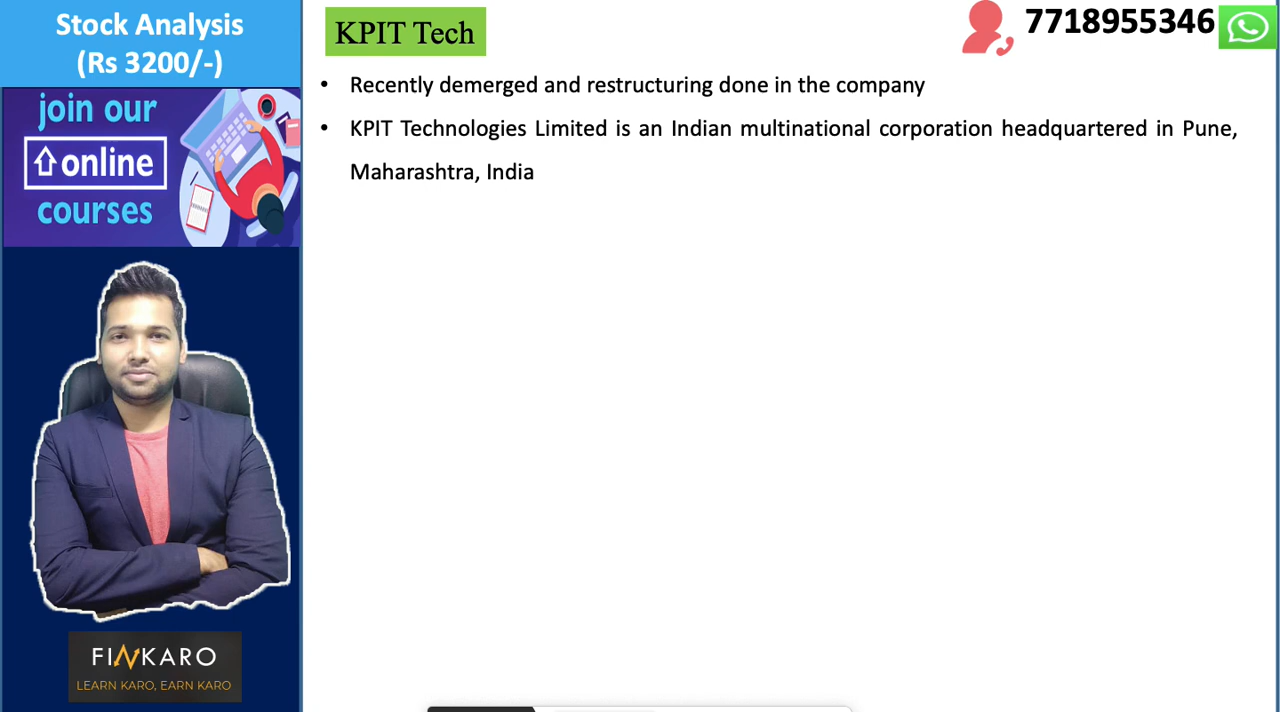 Stock Analysis
(Rs 3200/-)
join our
online
courses
FINKARO
LEARN KARO, EARN KARO
KPIT Tech
7718955346
• Recently demerged and restructuring done in the company
• KPIT Technologies Limited is an Indian multinational corporation headquartered in Pune,
Maharashtra, India